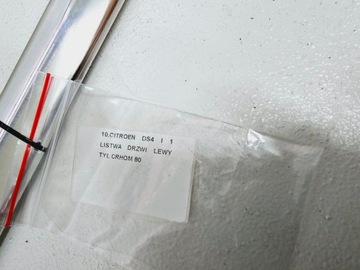 10.CITROEN DS4 I 1
LISTWA DRZWI LEWY
TYL CRHOM 80